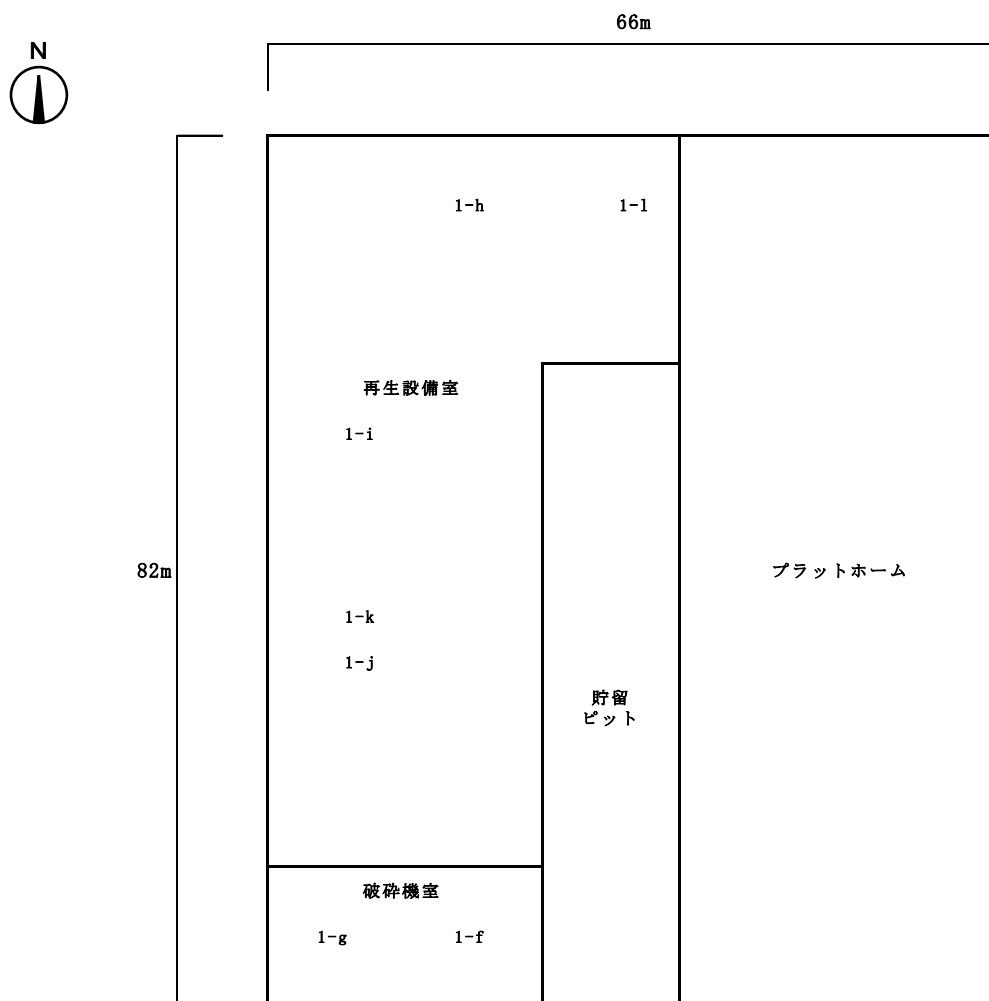 66m
N
1-h
1-l
再生設備室
1-i
82m
プラットホーム
1-k
1-j
貯留
ピット
破砕機室
1-g
1-f